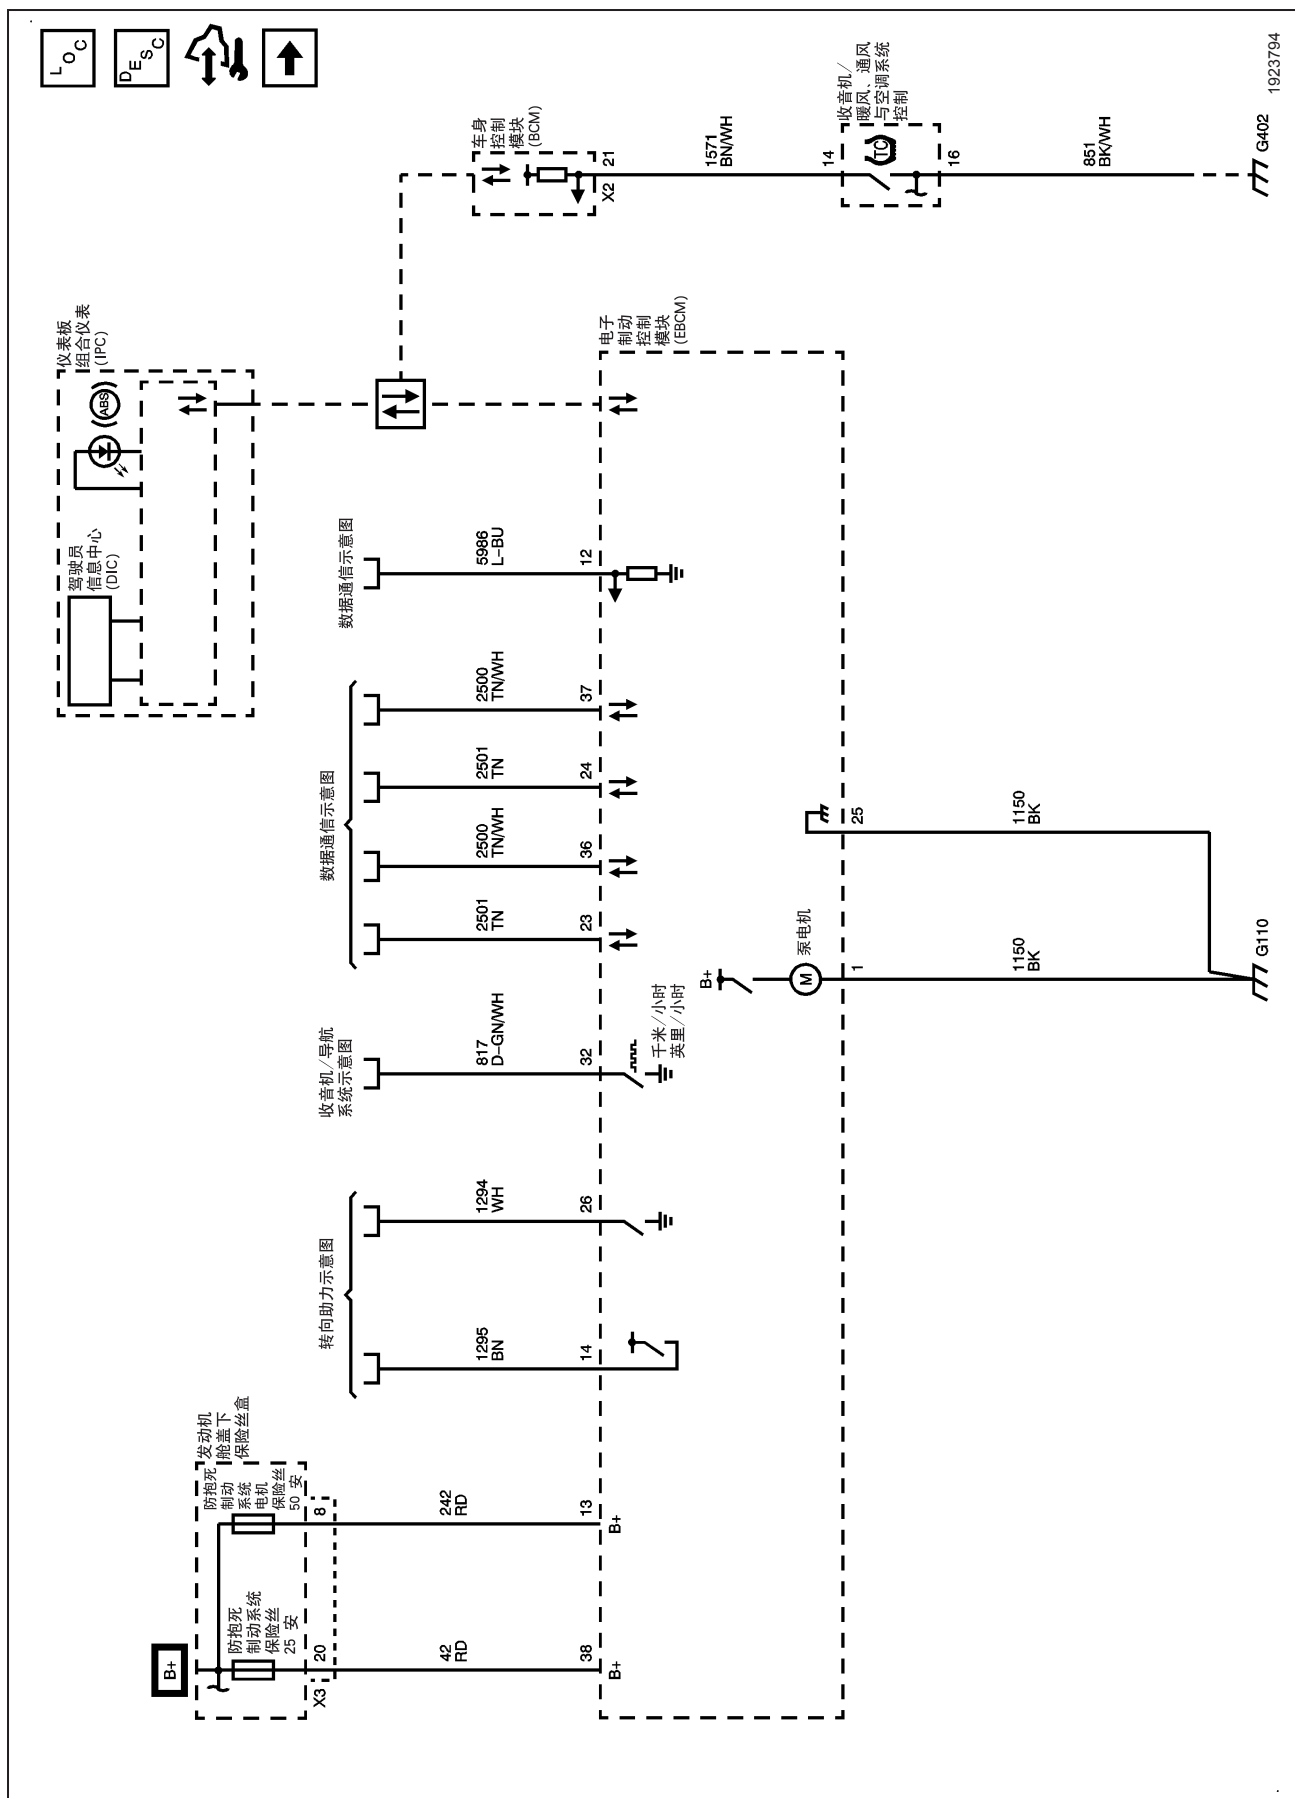 LOC
DESC
B+
发动机
舱盖下
保险丝盒
防抱死
制动系统
保险丝
25 安
防抱死
制动
系统
电机
保险丝
50 安
X3
20
8
42
RD
242
RD
38
B+
13
B+
转向助力示意图
1295
BN
14
1294
WH
26
收音机/导航
系统示意图
817
D-GN/WH
32
千米/小时
英里/小时
数据通信示意图
2501
TN
23
2500
TN/WH
36
2501
TN
24
2500
TN/WH
37
数据通信示意图
5986
L-BU
12
驾驶员
信息中心
(DIC)
ABS
仪表板
组合仪表
(IPC)
电子
制动
控制
模块
(EBCM)
B+
M
泵电机
1
1150
BK
25
1150
BK
G110
车身
控制
模块
(BCM)
X2
21
1571
BN/WH
14
TC
收音机/
暖风、通风
与空调系统
控制
16
851
BK/WH
G402
1923794